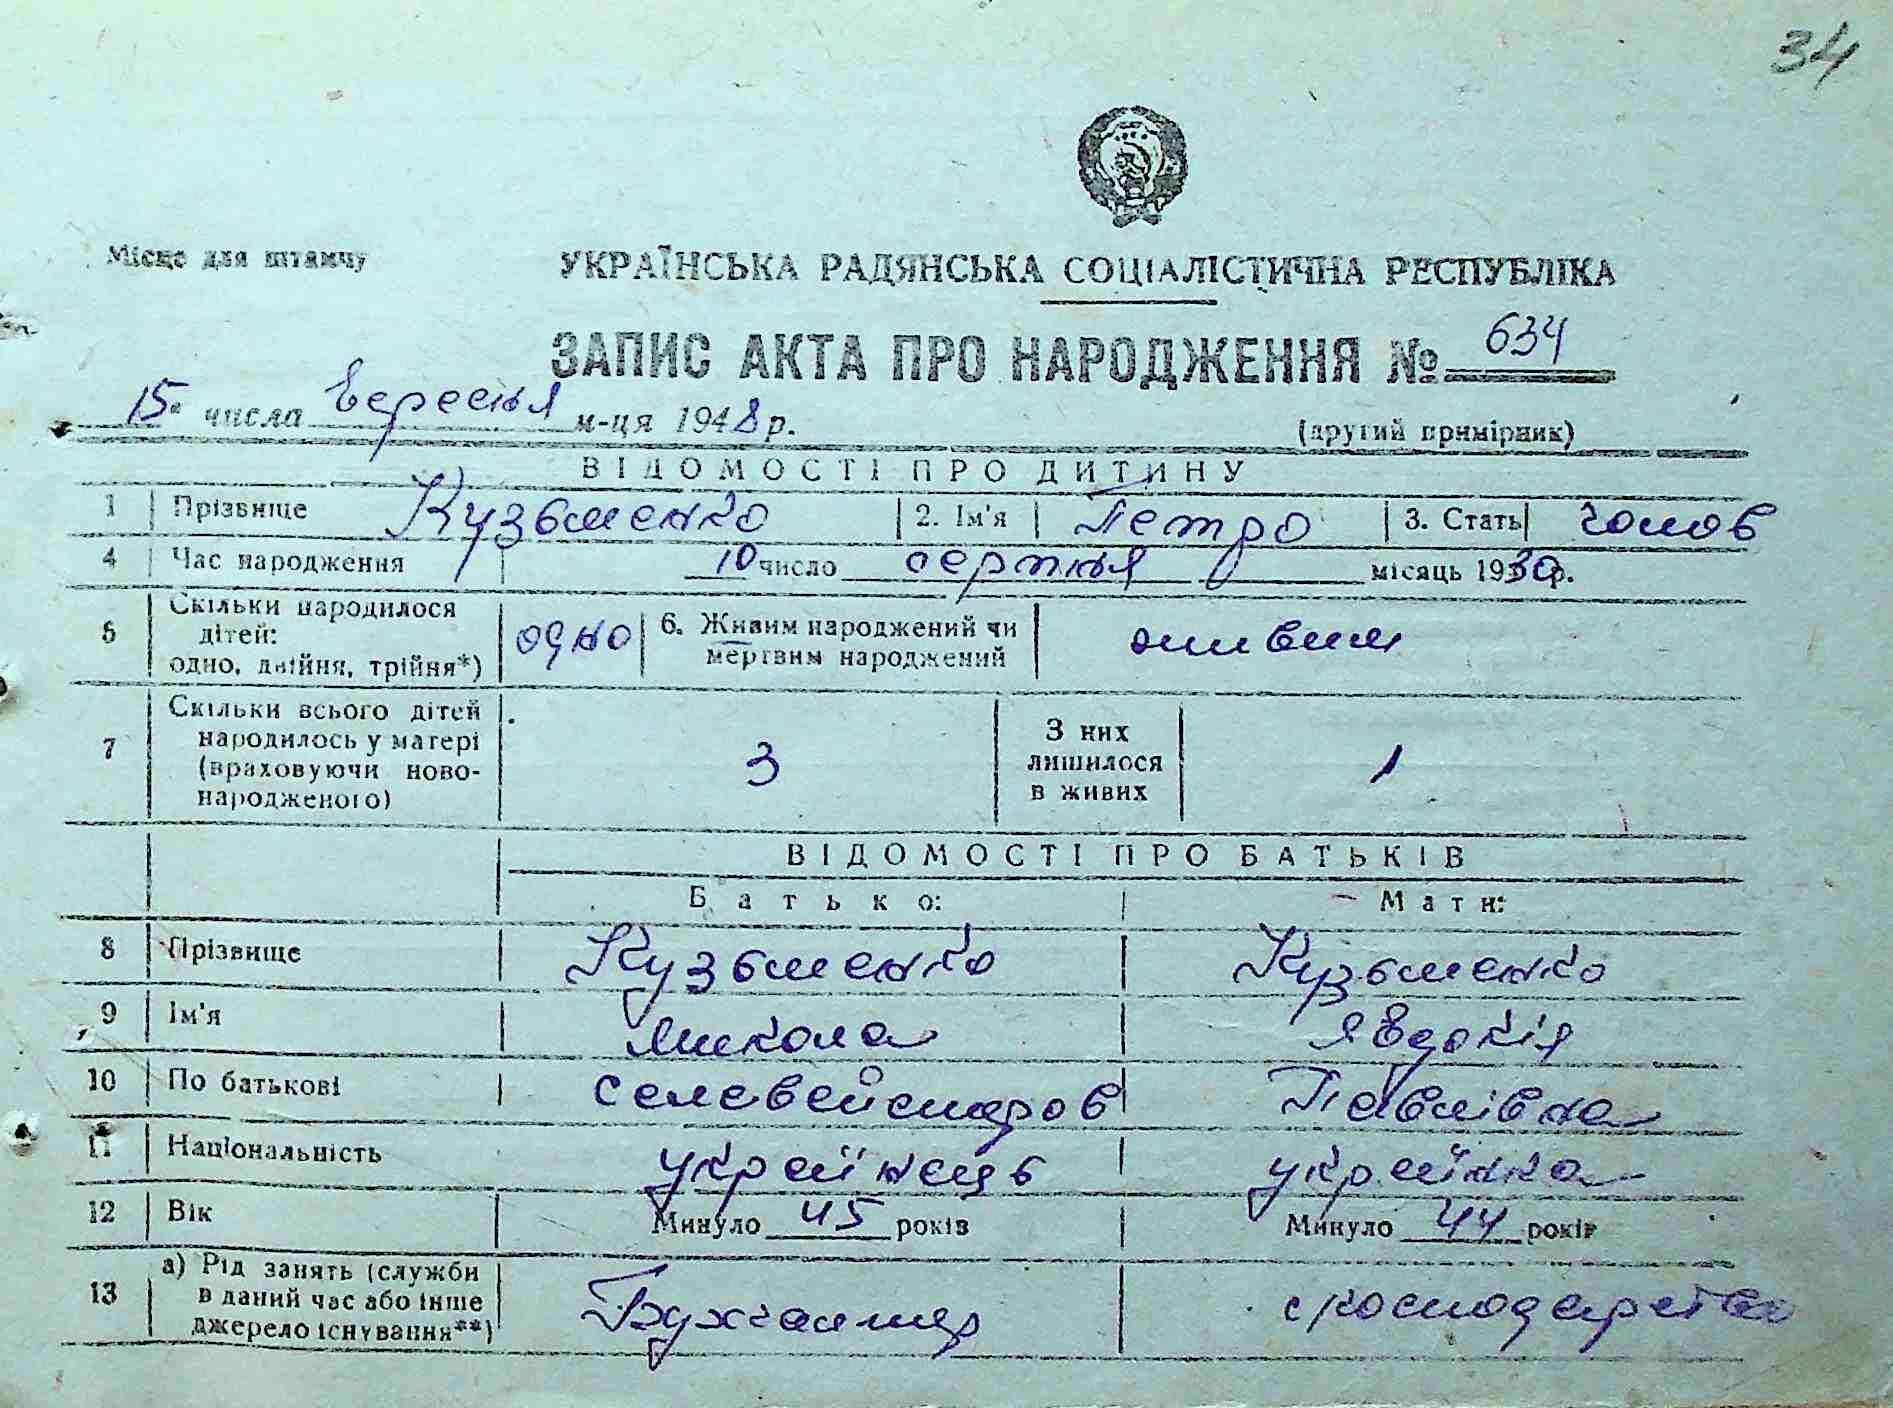 34
Місце для штампу
УКРАЇНСЬКА РАДЯНСЬКА СОЦІАЛІСТИЧНА РЕСПУБЛІКА
ЗАПИС АКТА ПРО НАРОДЖЕННЯ № 634
15 числа вересня м-ця 1948 р.
(другий примірник)
ВІДОМОСТІ ПРО ДИТИНУ
1 Прізвище Кузьменко 2. Ім'я Петро 3. Стать чолов
4 Час народження 10 число серпня місяць 1930 р.
5 Скільки народилося дітей: одно, двійня, трійня*) одно 6. Живим народжений чи мертвим народжений живим
7 Скільки всього дітей народилось у матері (враховуючи ново-народженого) 3 З них лишилося в живих 1
ВІДОМОСТІ ПРО БАТЬКІВ
Батько: Мати:
8 Прізвище Кузьменко Кузьменко
9 Ім'я Микола Явдокія
10 По батькові Селевейстров Павлівна
11 Національність українець українка
12 Вік Минуло 45 років Минуло 44 років
13 а) Рід занять (служби в даний час або інше джерело існування**) Бухгалтер